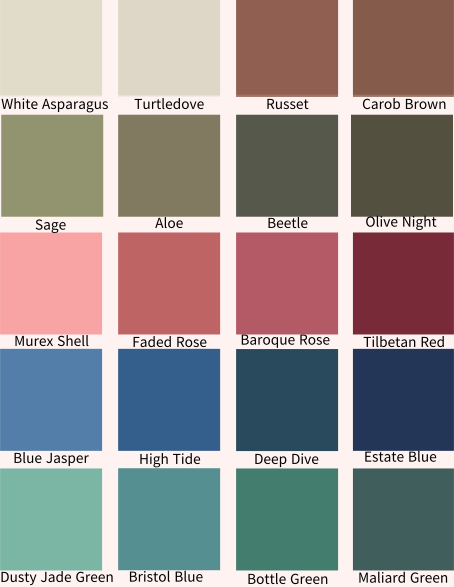 White Asparagus Turtledove Russet Carob Brown
Sage Aloe Beetle Olive Night
Murex Shell Faded Rose Baroque Rose Tilbetan Red
Blue Jasper High Tide Deep Dive Estate Blue
Dusty Jade Green Bristol Blue Bottle Green Maliard Green